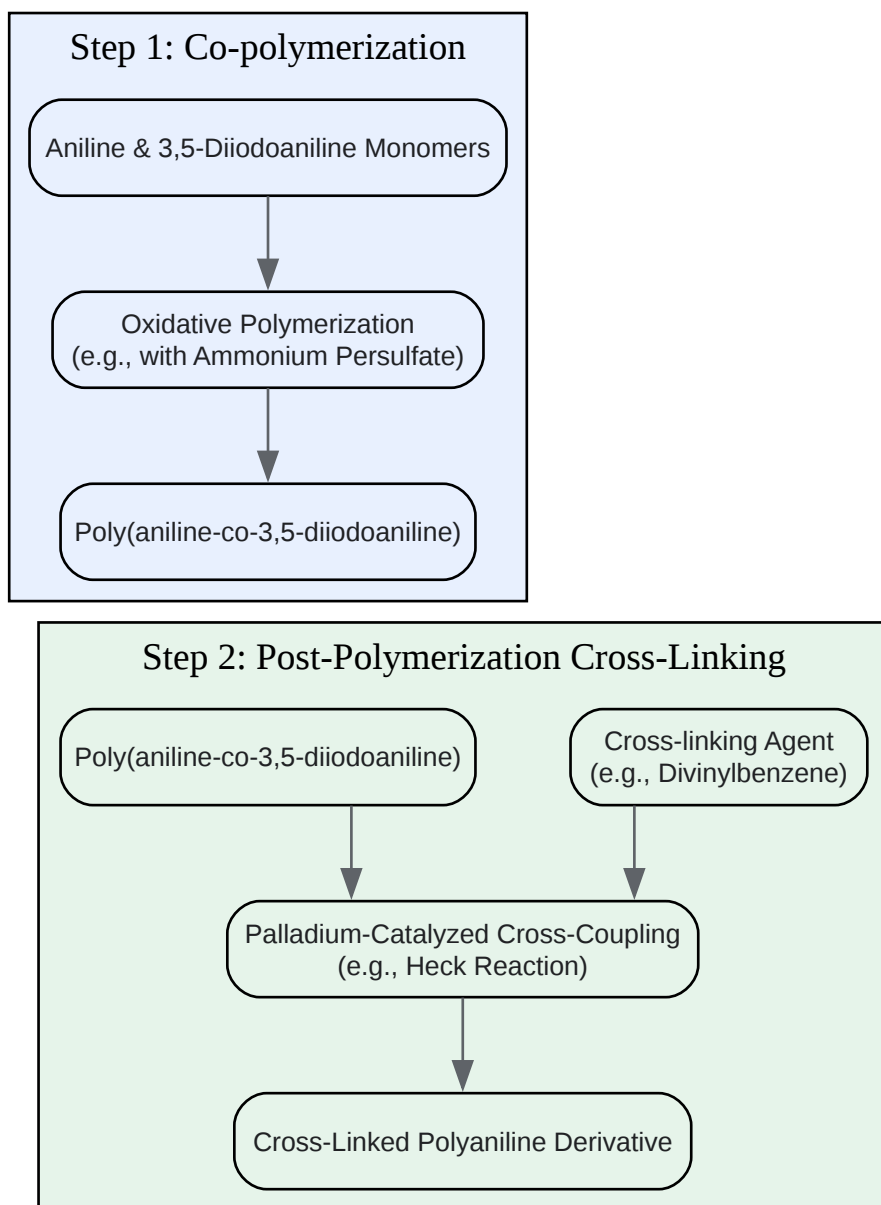 Step 1: Co-polymerization
Aniline & 3,5-Diiodoaniline Monomers
Oxidative Polymerization
(e.g., with Ammonium Persulfate)
Poly(aniline-co-3,5-diiodoaniline)
Step 2: Post-Polymerization Cross-Linking
Poly(aniline-co-3,5-diiodoaniline)
Cross-linking Agent
(e.g., Divinylbenzene)
Palladium-Catalyzed Cross-Coupling
(e.g., Heck Reaction)
Cross-Linked Polyaniline Derivative